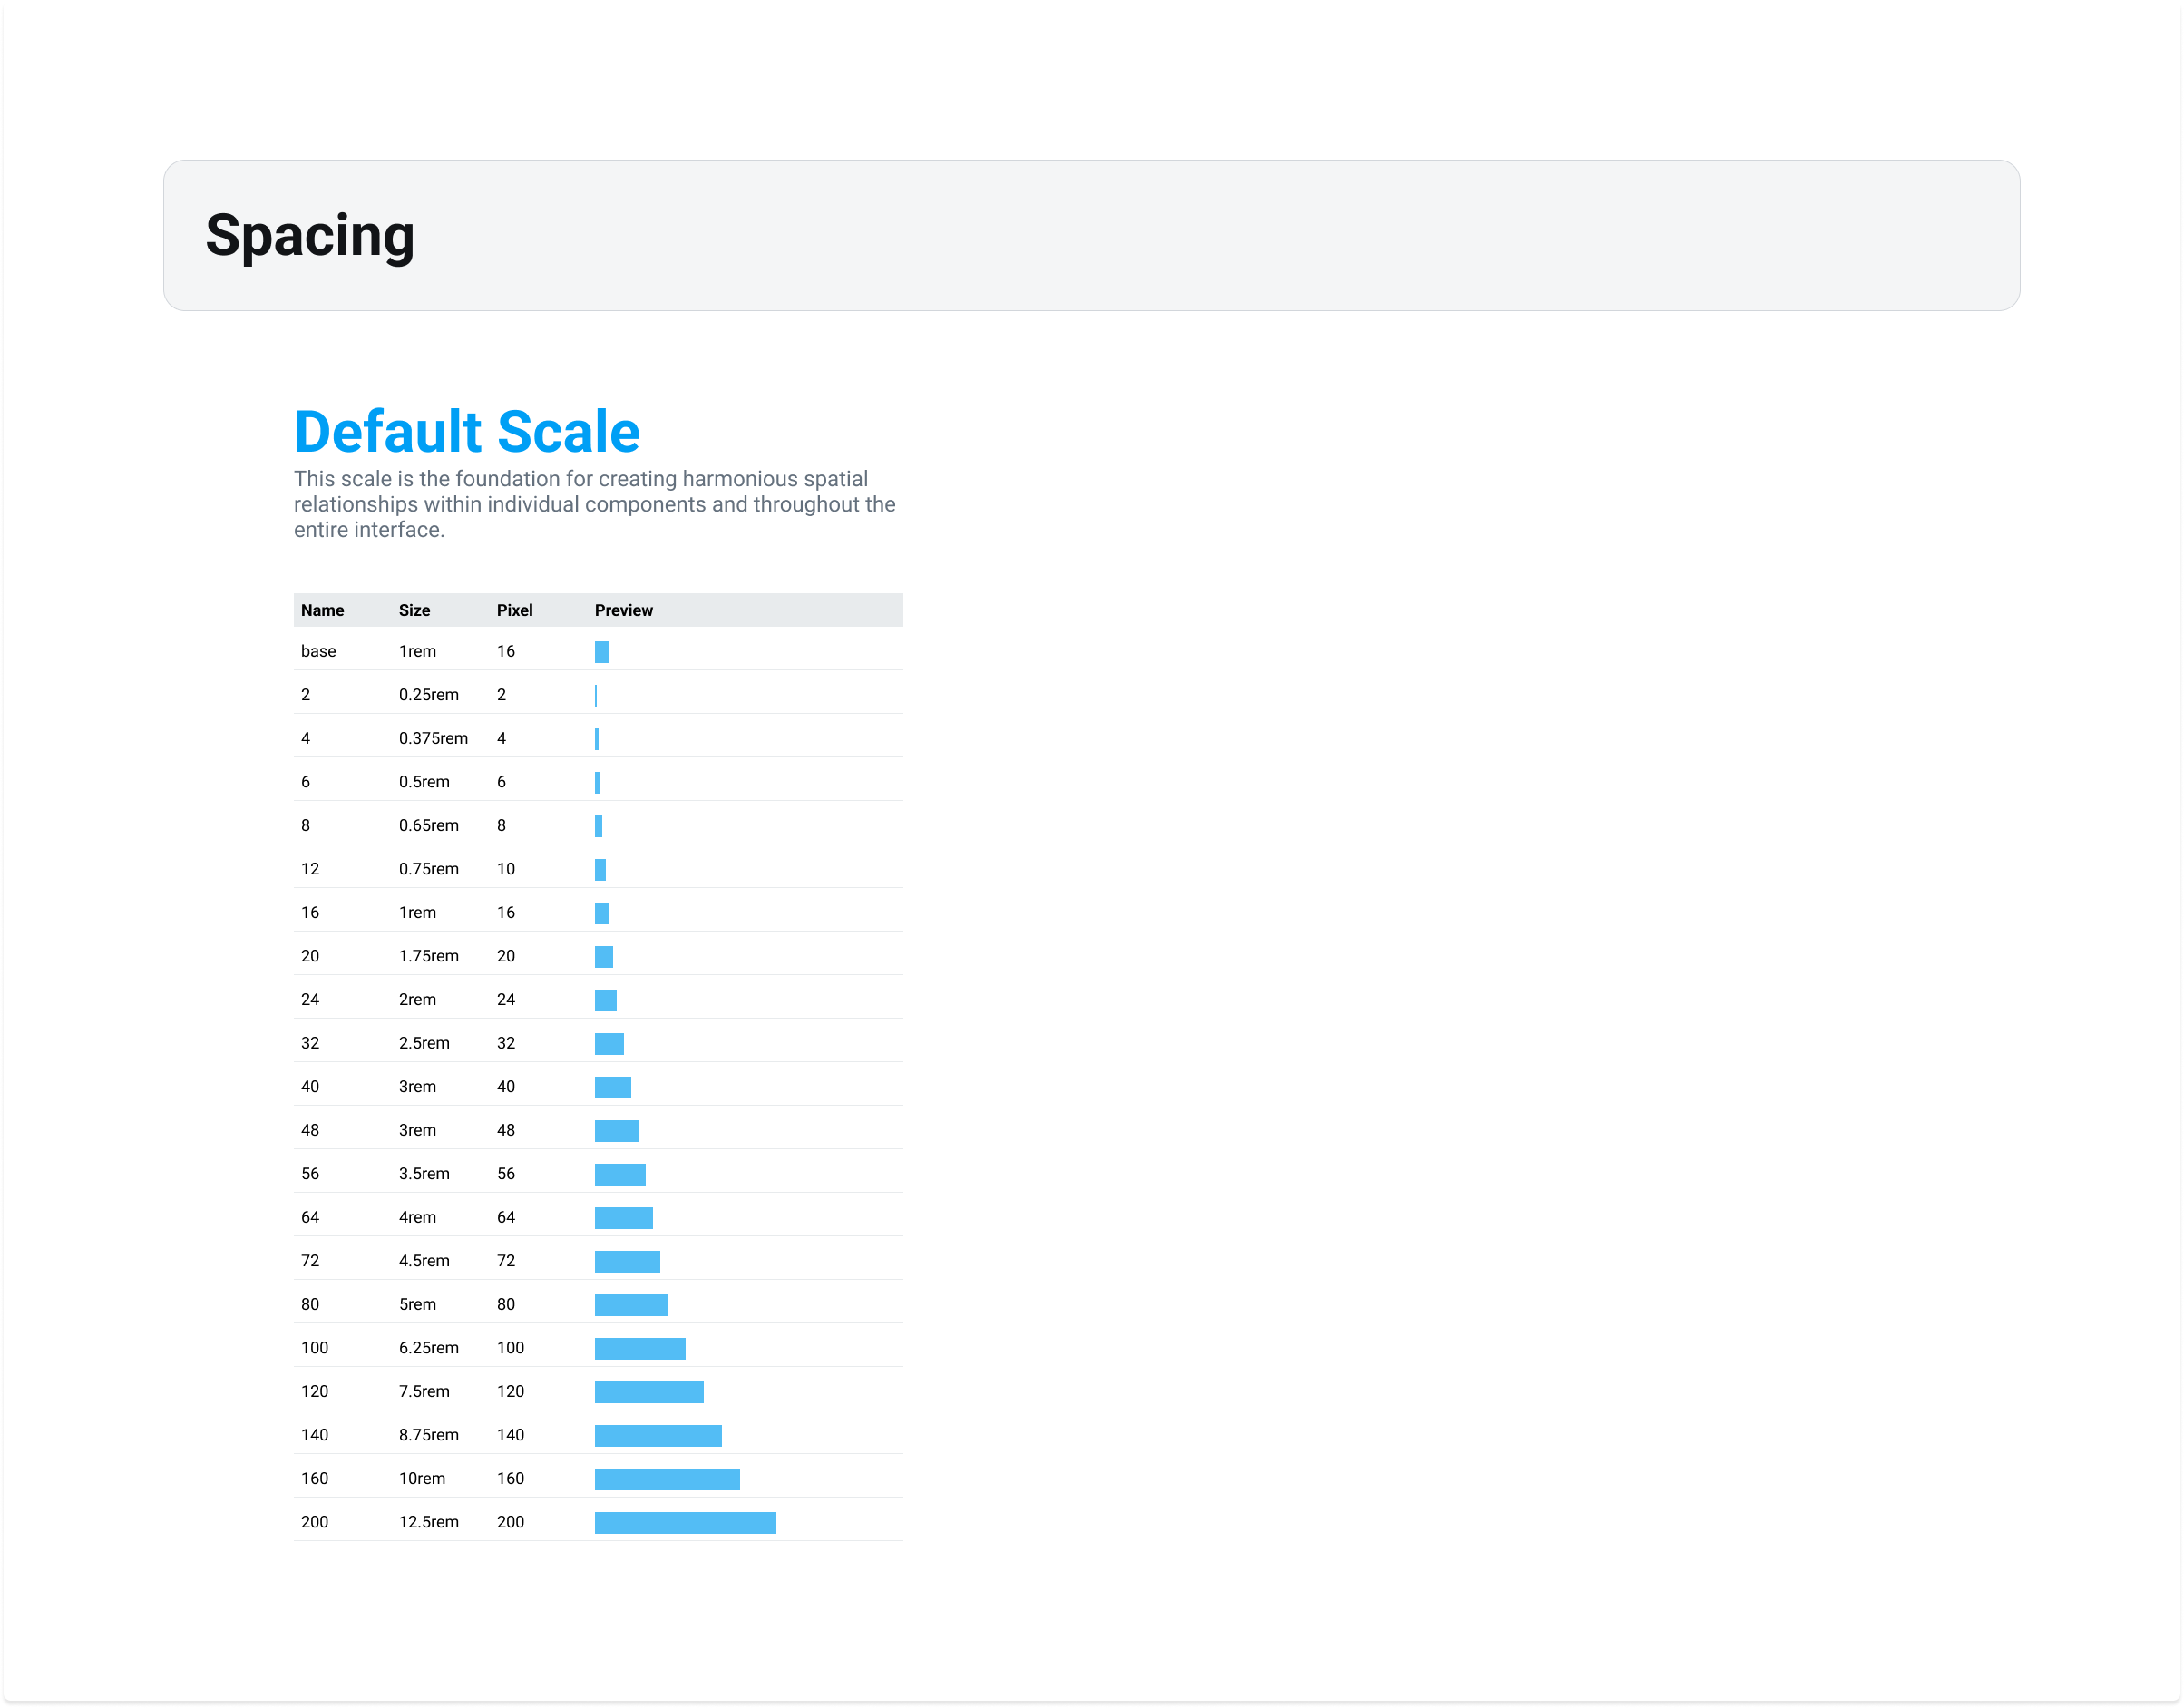 Spacing
Default Scale
This scale is the foundation for creating harmonious spatial
relationships within individual components and throughout the
entire interface.
Name Size Pixel Preview
base 1rem 16
2 0.25rem 2
4 0.375rem 4
6 0.5rem 6
8 0.65rem 8
12 0.75rem 10
16 1rem 16
20 1.75rem 20
24 2rem 24
32 2.5rem 32
40 3rem 40
48 3rem 48
56 3.5rem 56
64 4rem 64
72 4.5rem 72
80 5rem 80
100 6.25rem 100
120 7.5rem 120
140 8.75rem 140
160 10rem 160
200 12.5rem 200